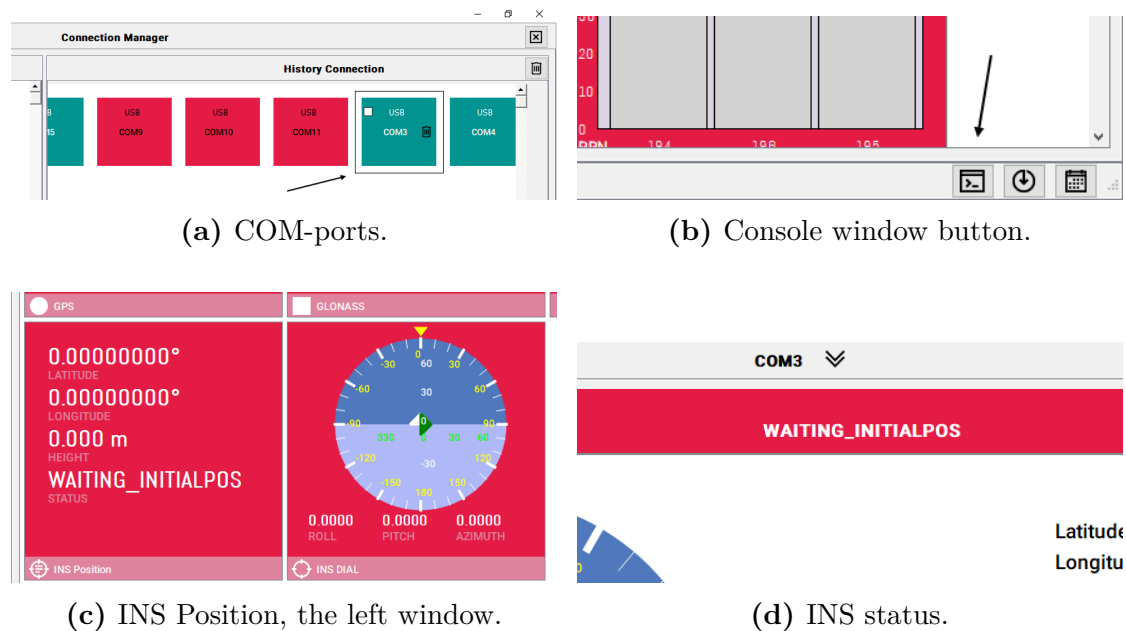 Connection Manager
History Connection
USB USB USB USB USB
COM9 COM10 COM11 COM3 COM4
(a) COM-ports.
20
10
0
194 196 195
(b) Console window button.
GPS GLONASS
0.00000000°
LATITUDE
0.00000000°
LONGITUDE
0.000 m
HEIGHT
WAITING_INITIALPOS
STATUS
0
-30 60 30
-60 30 60
-90 0 90
330 0 30 60
-120 -30 120
-150 180 150
0.0000 0.0000 0.0000
ROLL PITCH AZIMUTH
INS Position INS DIAL
(c) INS Position, the left window.
COM3
WAITING_INITIALPOS
Latitude
Longitu
(d) INS status.